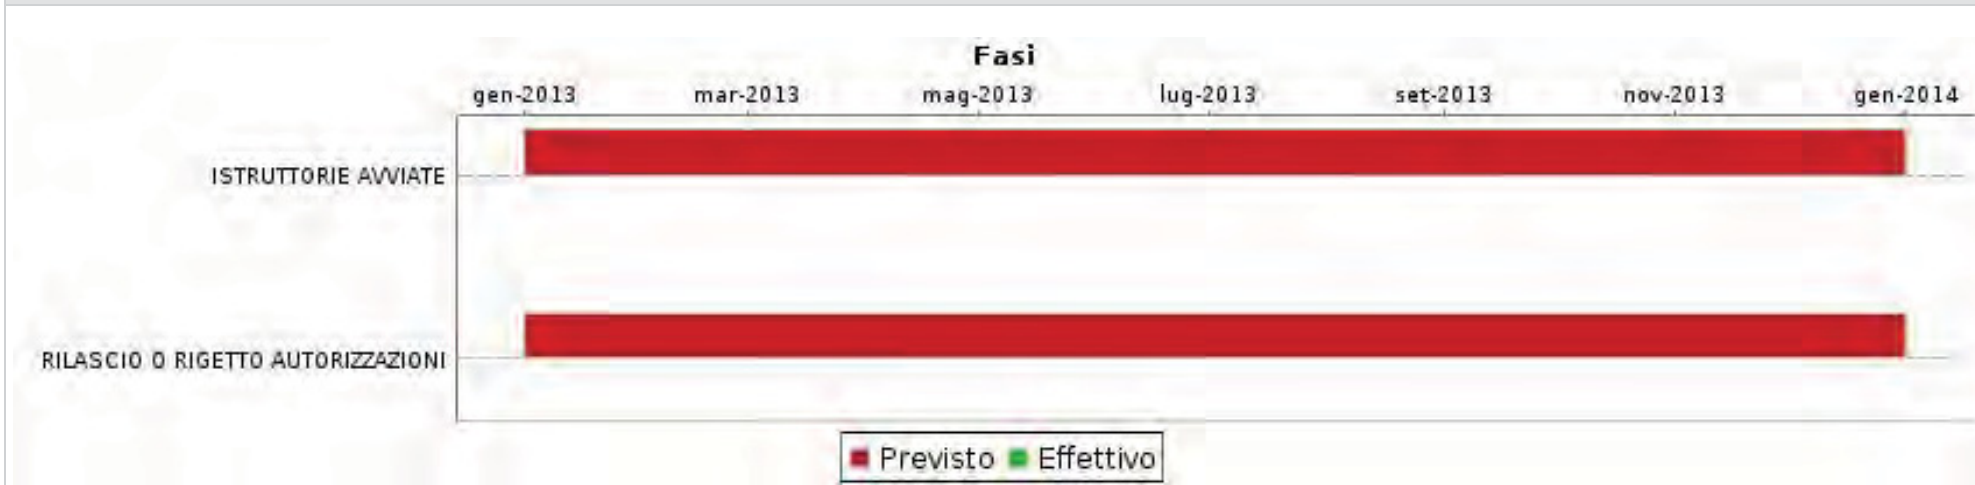 Fasi
gen-2013 mar-2013 mag-2013 lug-2013 set-2013 nov-2013 gen-2014
ISTRUTTORIE AVVIATE
RILASCIO O RIGETTO AUTORIZZAZIONI
Previsto Effettivo